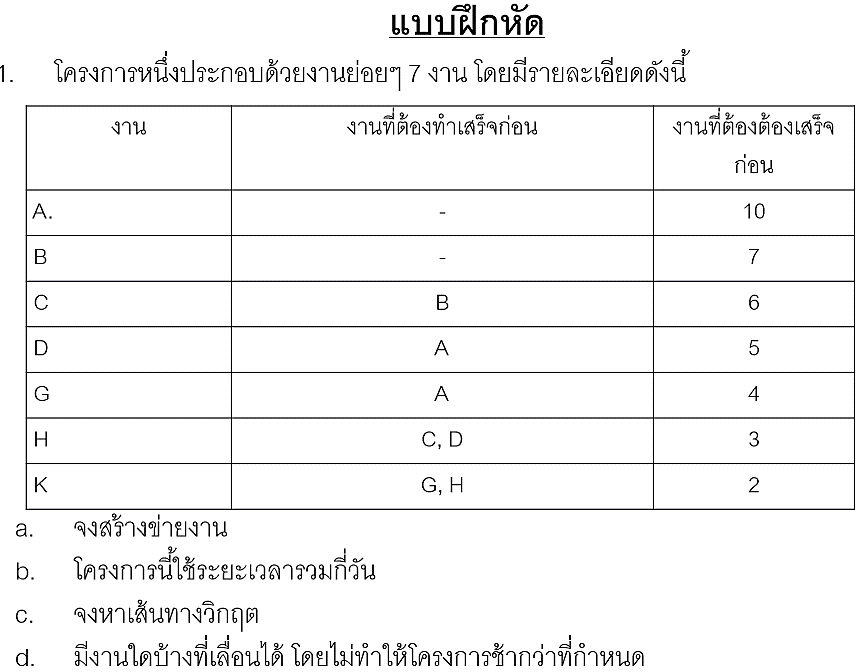 แบบฝึกหัด
1. โครงการหนึ่งประกอบด้วยงานย่อยๆ 7 งาน โดยมีรายละเอียดดังนี้
งาน งานที่ต้องทำเสร็จก่อน งานที่ต้องต้องเสร็จ
ก่อน
A. - 10
B - 7
C B 6
D A 5
G A 4
H C, D 3
K G, H 2
a. จงสร้างข่ายงาน
b. โครงการนี้ใช้ระยะเวลารวมกี่วัน
c. จงหาเส้นทางวิกฤต
d. มีงานใดบ้างที่เลื่อนได้ โดยไม่ทำให้โครงการช้ากว่าที่กำหนด